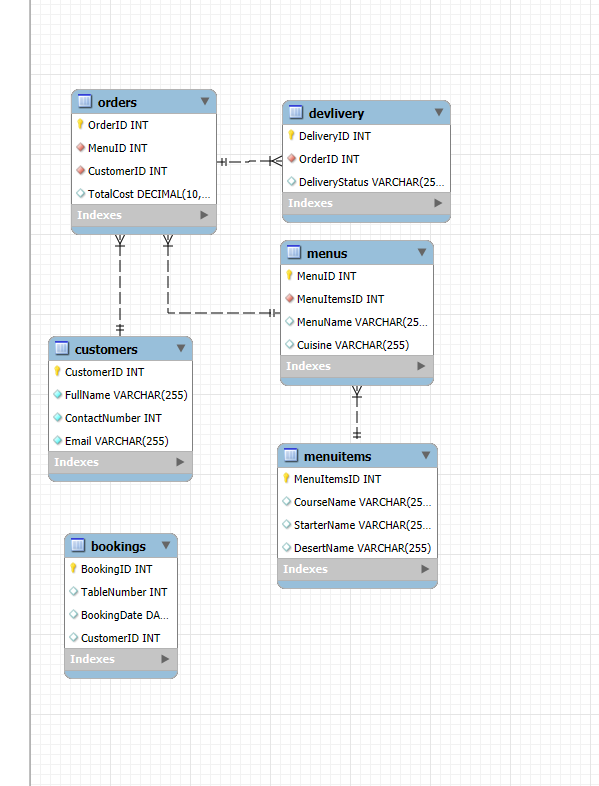 orders
OrderID INT
MenuID INT
CustomerID INT
TotalCost DECIMAL(10,...
Indexes
devlivery
DeliveryID INT
OrderID INT
DeliveryStatus VARCHAR(25...
Indexes
menus
MenuID INT
MenuItemsID INT
MenuName VARCHAR(25...
Cuisine VARCHAR(255)
Indexes
customers
CustomerID INT
FullName VARCHAR(255)
ContactNumber INT
Email VARCHAR(255)
Indexes
menuitems
MenuItemsID INT
CourseName VARCHAR(25...
StarterName VARCHAR(25...
DesertName VARCHAR(255)
Indexes
bookings
BookingID INT
TableNumber INT
BookingDate DA...
CustomerID INT
Indexes